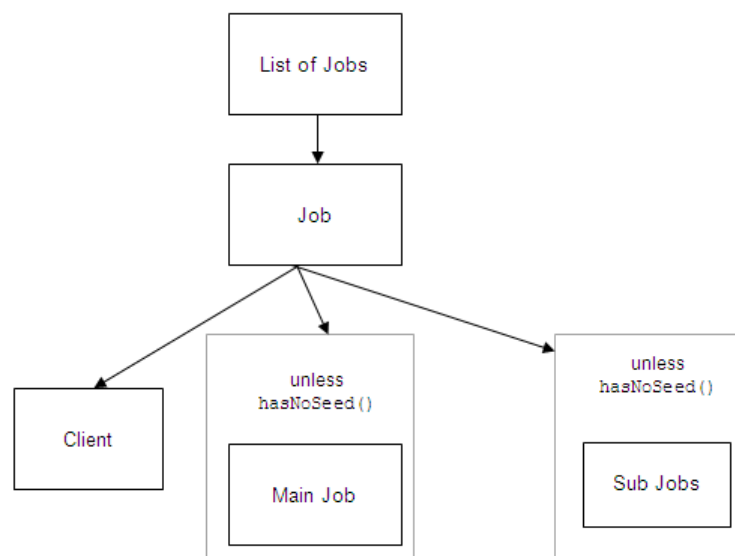 List of Jobs
Job
unless
hasNoSeed()
unless
hasNoSeed()
Client
Main Job
Sub Jobs